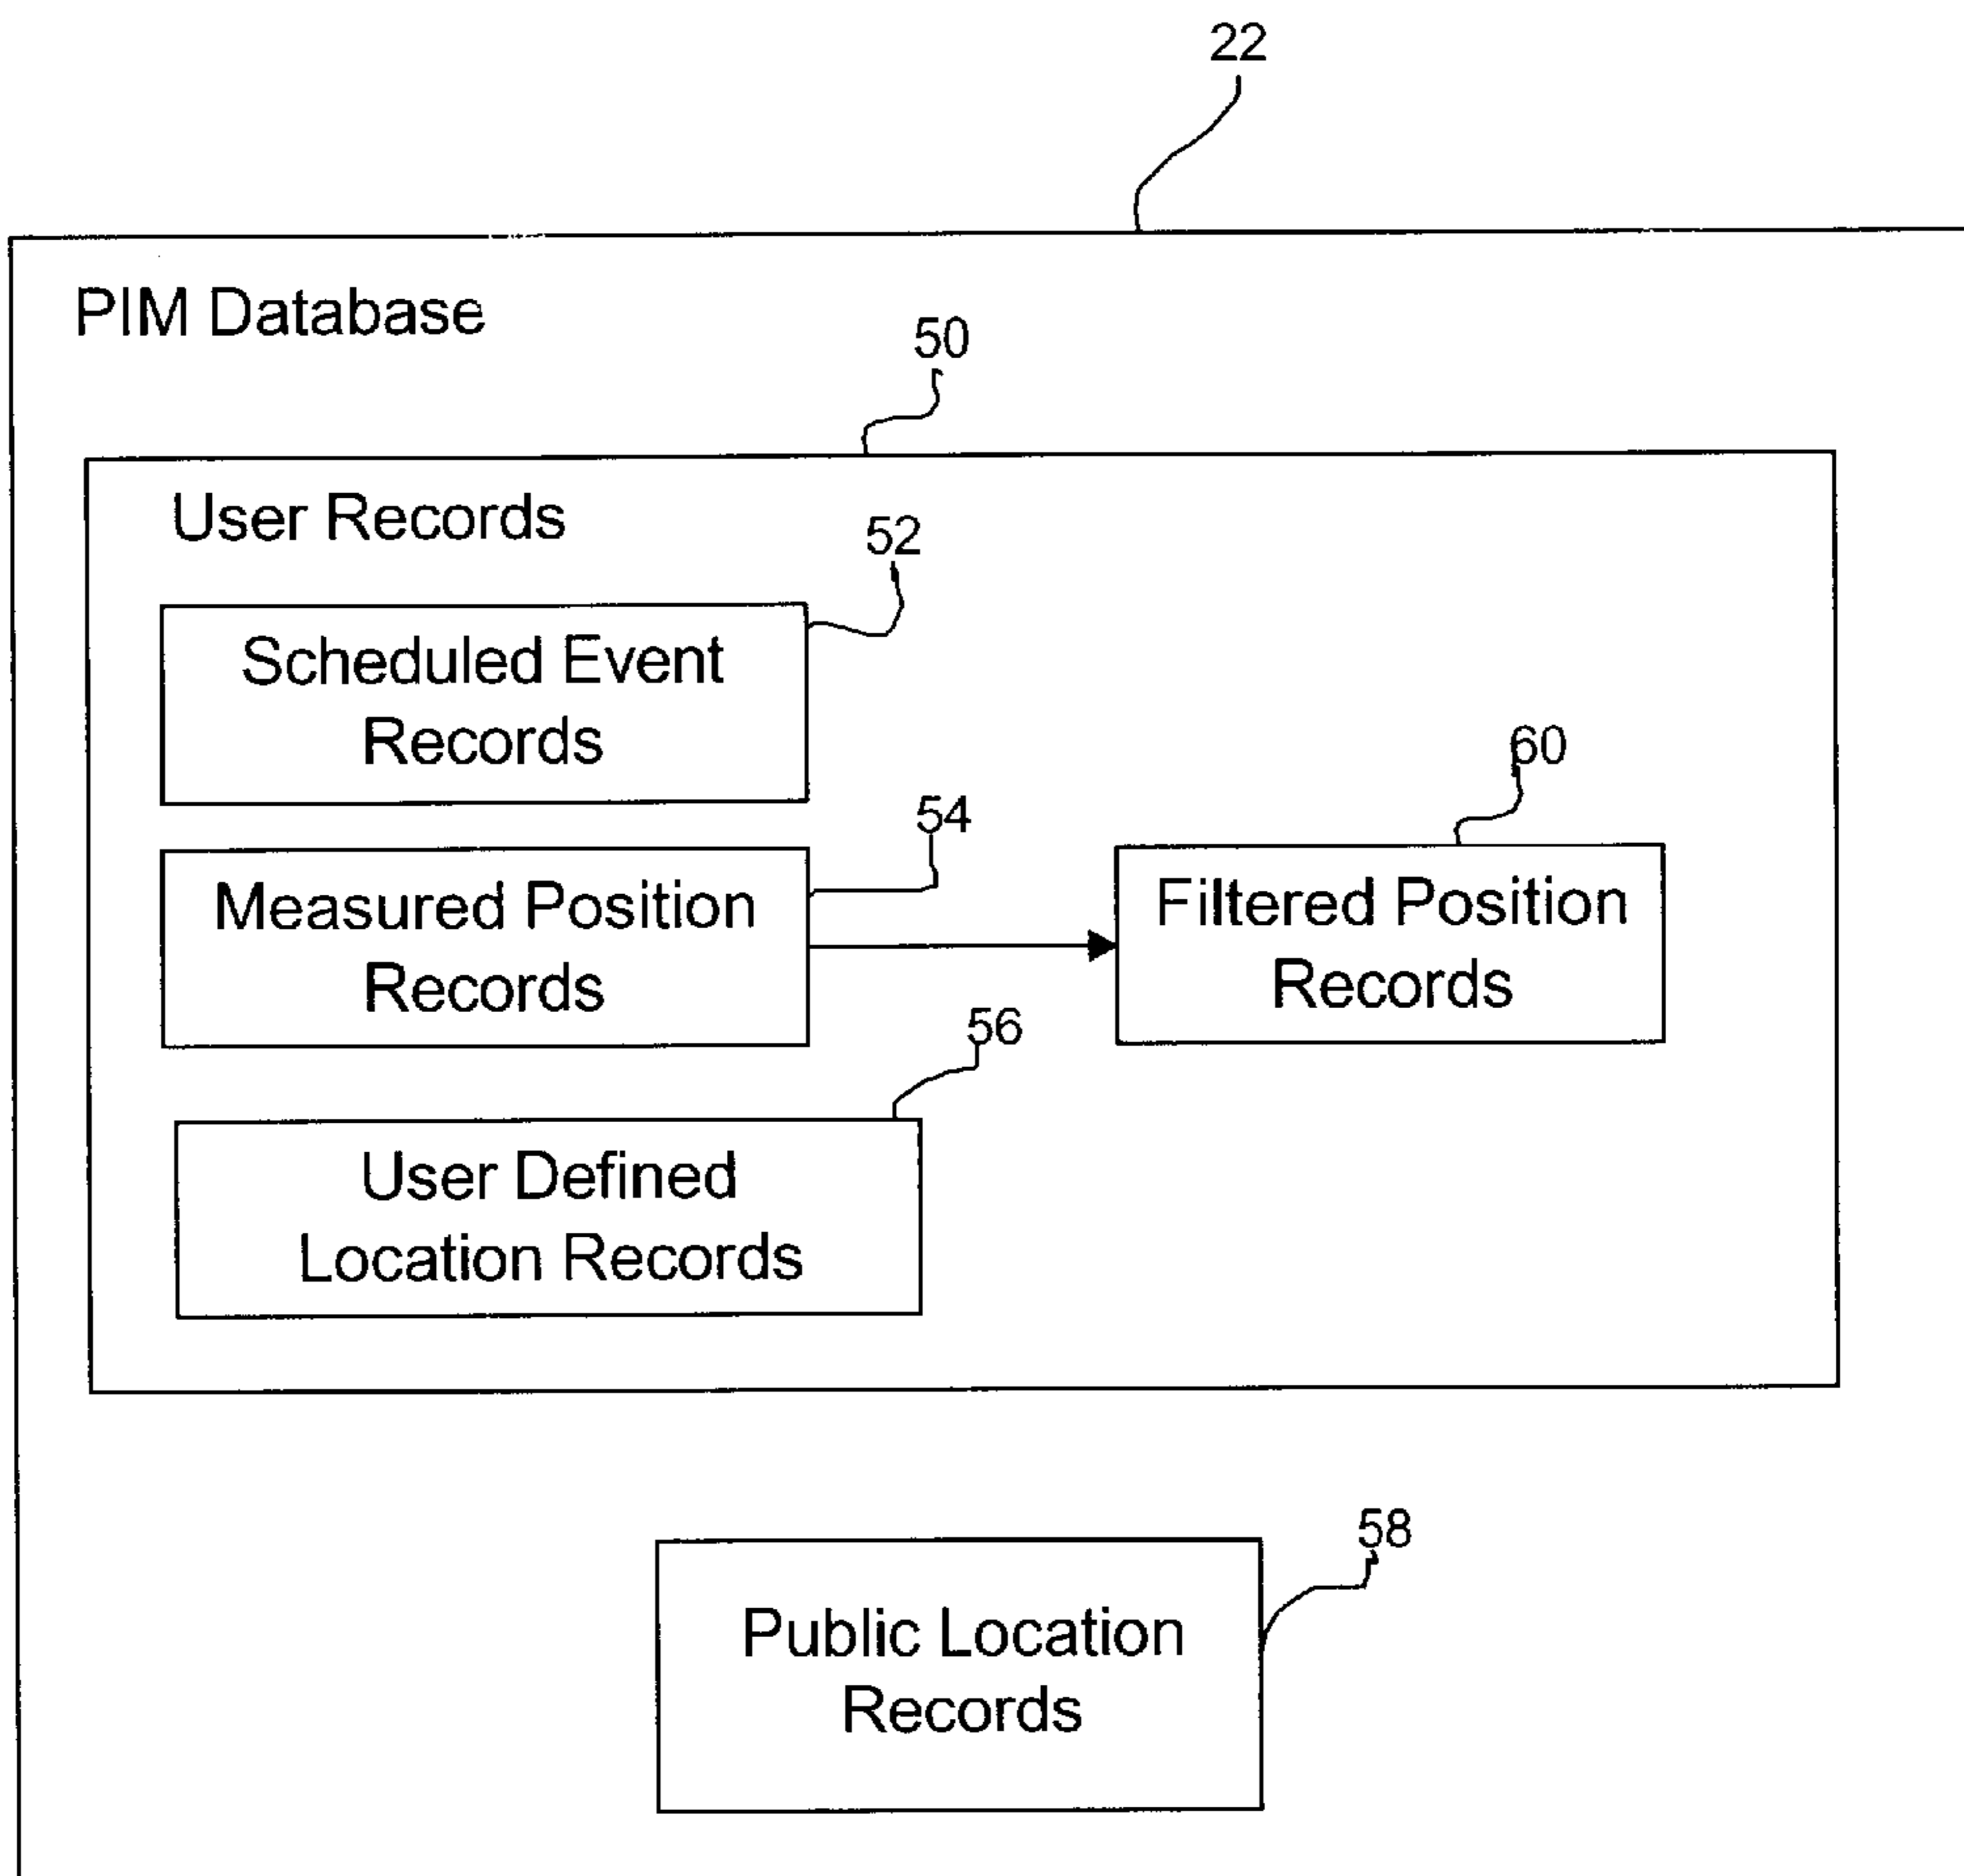 22
PIM Database
50
User Records
52
Scheduled Event
Records
60
54
Measured Position
Records
Filtered Position
Records
56
User Defined
Location Records
58
Public Location
Records